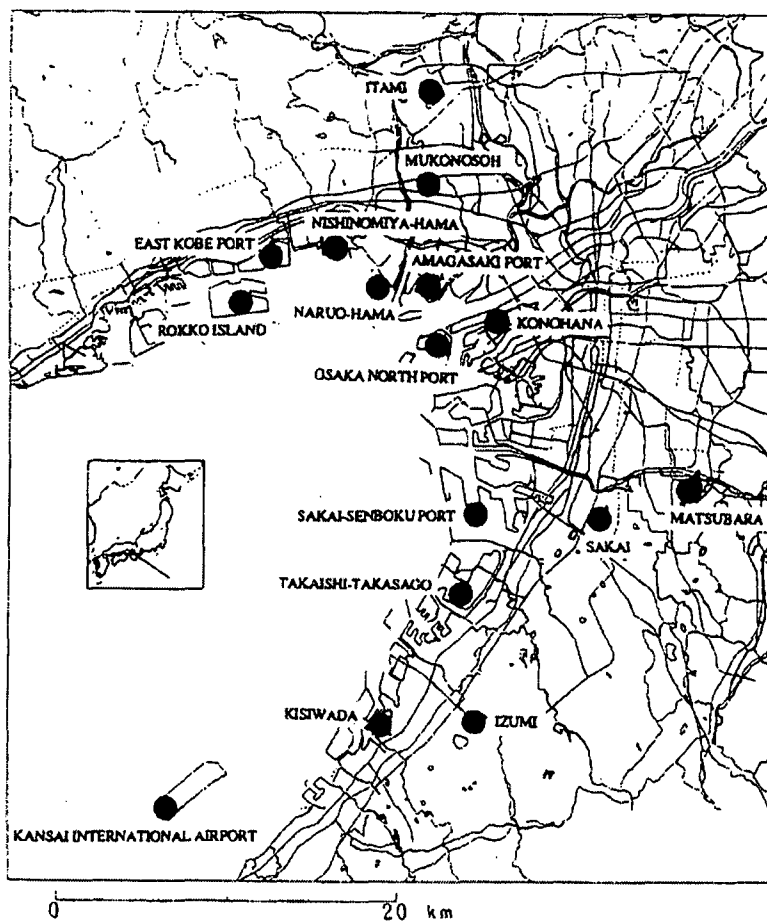 ITAMI
MUKONOSOH
NISHINOMIYA-HAMA
EAST KOBE PORT
AMAGASAKI PORT
NARUO-HAMA
KONOHANA
ROKKO ISLAND
OSAKA NORTH PORT
SAKAI-SENBOKU PORT
MATSUBARA
SAKAI
TAKAISHI-TAKASAGO
KISIWADA
IZUMI
KANSAI INTERNATIONAL AIRPORT
0 20 km